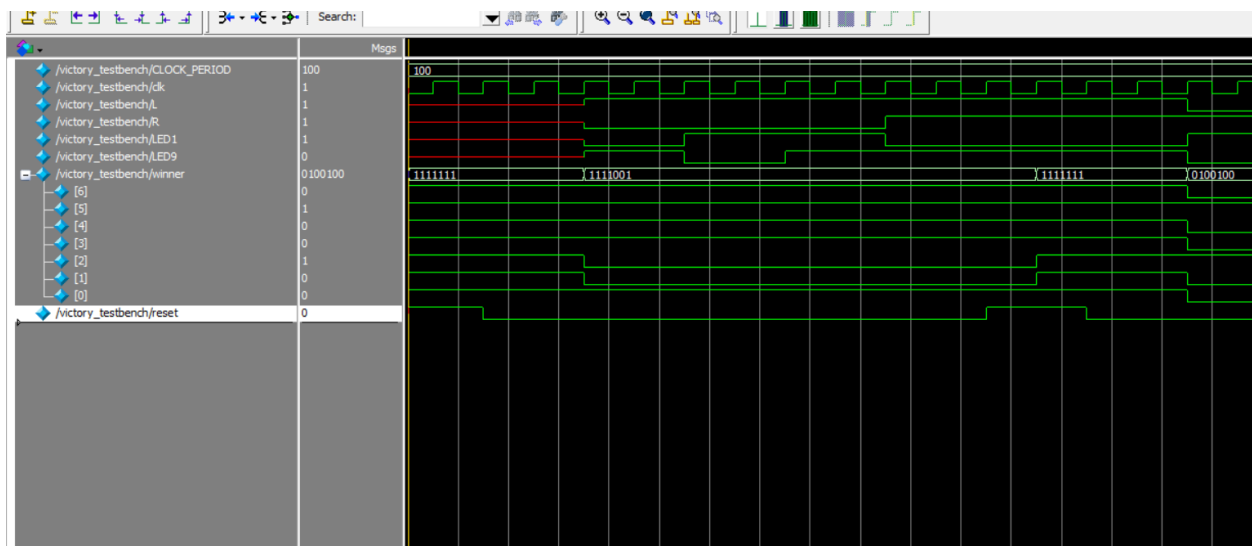 Search:
Msgs
/victory_testbench/CLOCK_PERIOD 100 100
/victory_testbench/clk 1
/victory_testbench/L 1
/victory_testbench/R 1
/victory_testbench/LED1 1
/victory_testbench/LED9 0
/victory_testbench/winner 0100100 1111111 1111001 1111111 0100100
[6] 0
[5] 1
[4] 0
[3] 0
[2] 1
[1] 0
[0] 0
/victory_testbench/reset 0